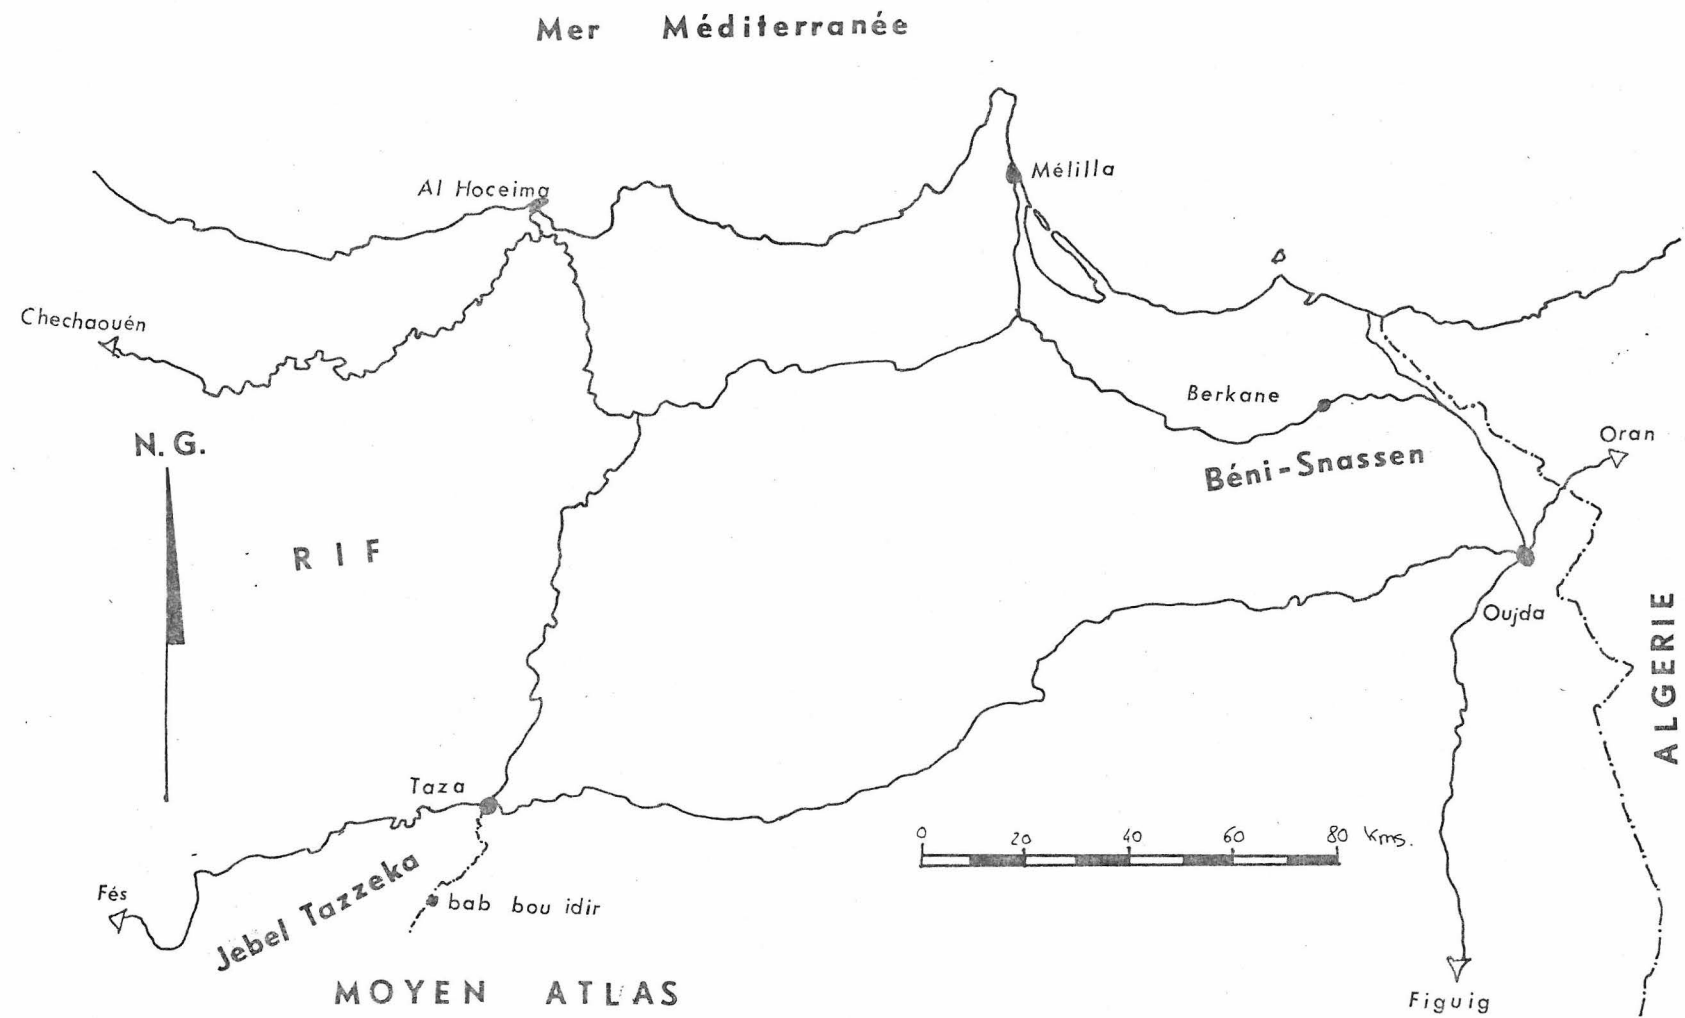 Mer Méditerranée
Mélilla
Al Hoceima
Chechaouén
Berkane
Oran
N.G.
Béni-Snassen
RIF
Oujda
ALGERIE
Taza
0 20 40 60 80 Kms.
Fés
Jebel Tazzeka
bab bou idir
MOYEN ATLAS
Figuig